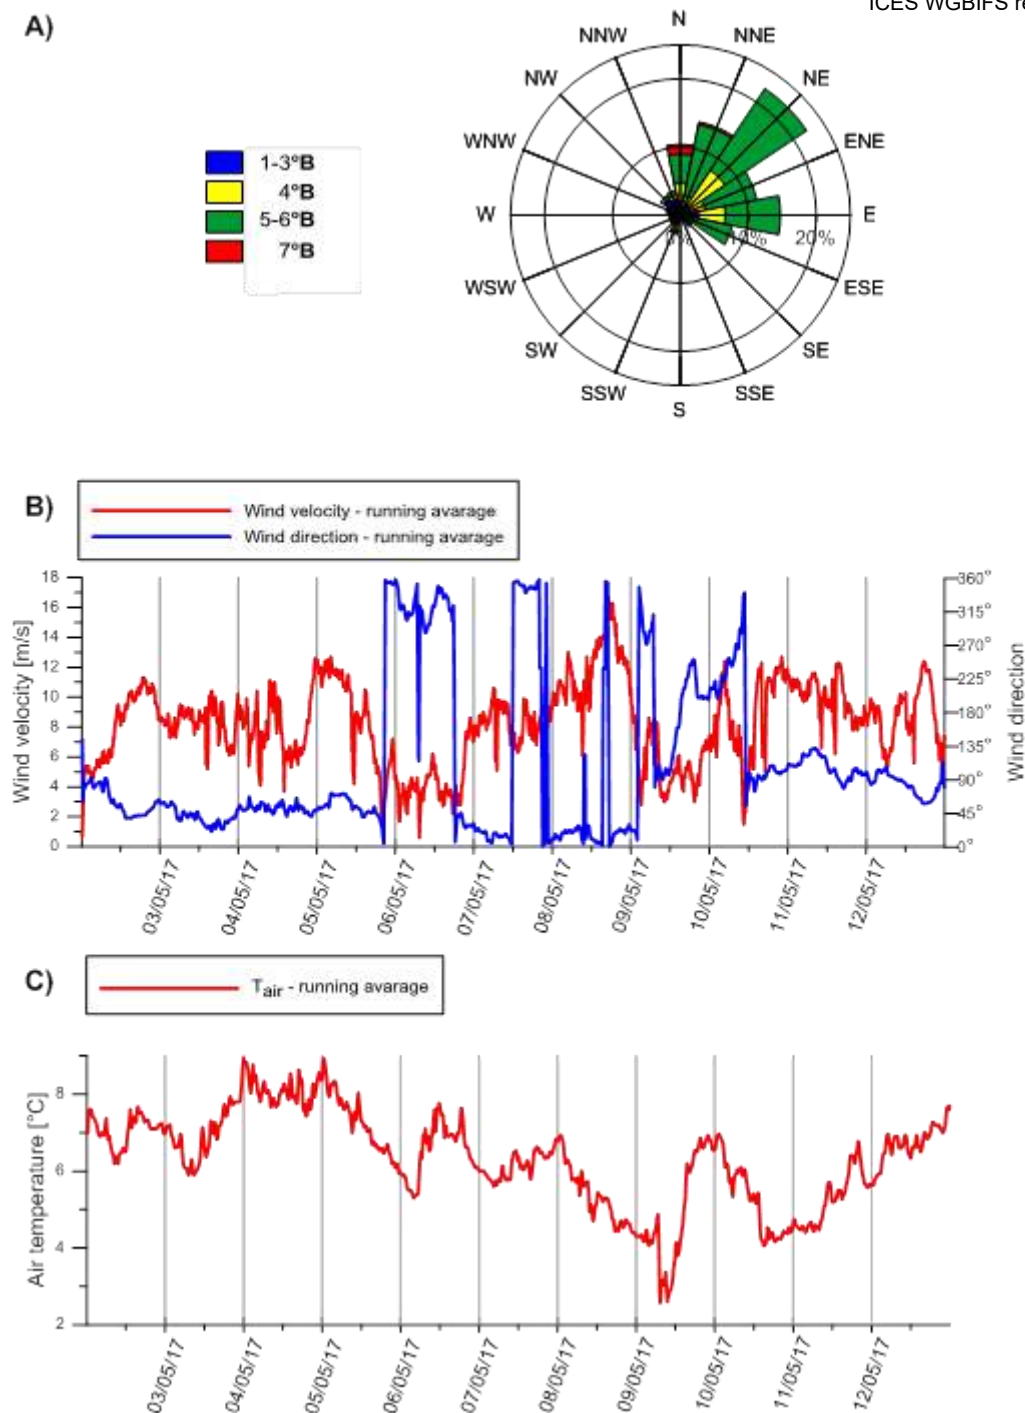 ICES WGBIFS re
A)
N
NNW
NNE
NW
NE
WNW
ENE
1-3°B
4°B
5-6°B
7°B
W
E
10%
20%
WSW
ESE
SW
SE
SSW
SSE
S
B)
Wind velocity - running avarage
Wind direction - running avarage
18
16
14
12
10
8
6
4
2
0
Wind velocity [m/s]
360°
315°
270°
225°
180°
135°
90°
45°
0°
Wind direction
03/05/17
04/05/17
05/05/17
06/05/17
07/05/17
08/05/17
09/05/17
10/05/17
11/05/17
12/05/17
C)
Tair - running avarage
8
6
4
2
Air temperature [°C]
03/05/17
04/05/17
05/05/17
06/05/17
07/05/17
08/05/17
09/05/17
10/05/17
11/05/17
12/05/17